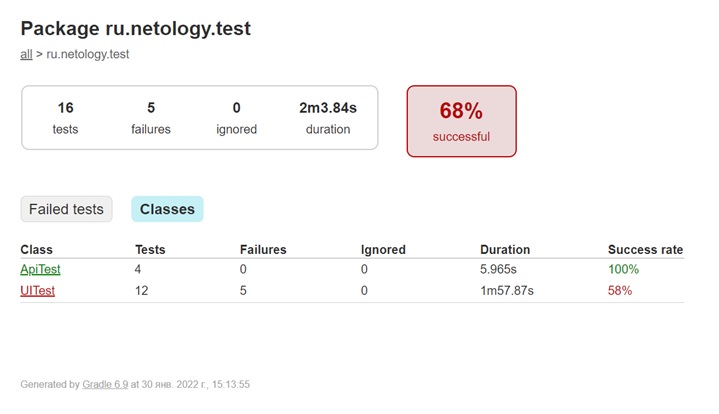 Package ru.netology.test
all > ru.netology.test
16 5 0 2m3.84s
tests failures ignored duration
68%
successful
Failed tests Classes
Class Tests Failures Ignored Duration Success rate
ApiTest 4 0 0 5.965s 100%
UITest 12 5 0 1m57.87s 58%
Generated by Gradle 6.9 at 30 янв. 2022 г., 15:13:55